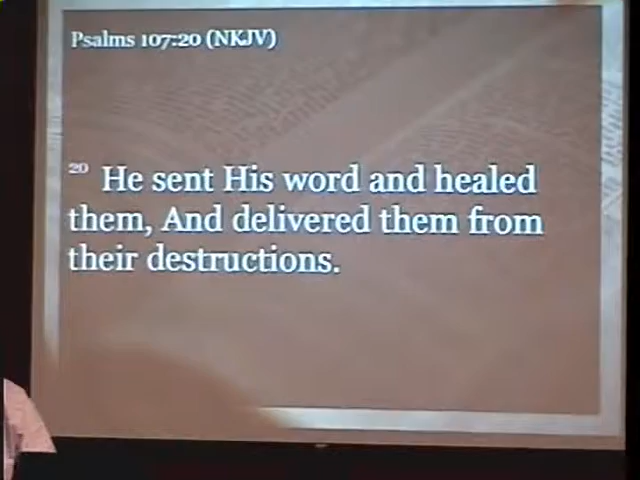 Psalms 107:20 (NKJV)
20 He sent His word and healed
them, And delivered them from
their destructions.